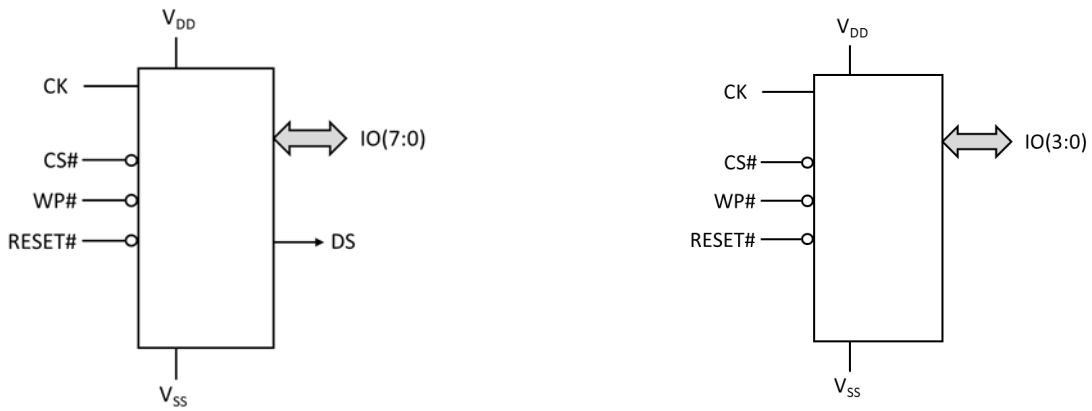 VDD
CK
IO(7:0)
CS#
WP#
RESET#
DS
VSS
VDD
CK
IO(3:0)
CS#
WP#
RESET#
VSS